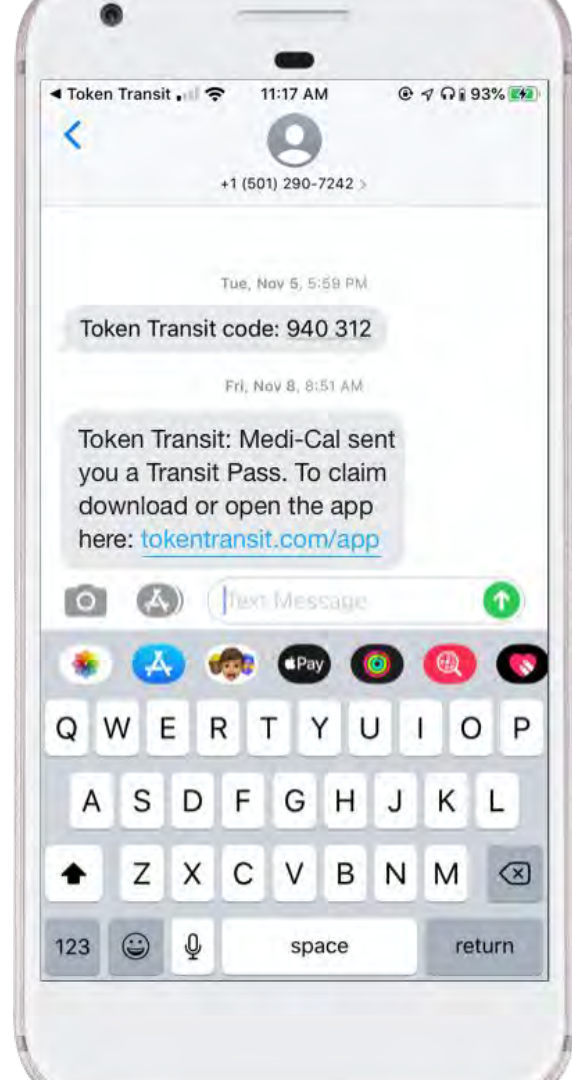 ◀ Token Transit 11:17 AM 93%
+1 (501) 290-7242 >
Tue, Nov 5, 5:59 PM
Token Transit code: 940 312
Fri, Nov 8, 8:51 AM
Token Transit: Medi-Cal sent
you a Transit Pass. To claim
download or open the app
here: tokentransit.com/app
Text Message
Pay
Q W E R T Y U I O P
A S D F G H J K L
Z X C V B N M
123 space return